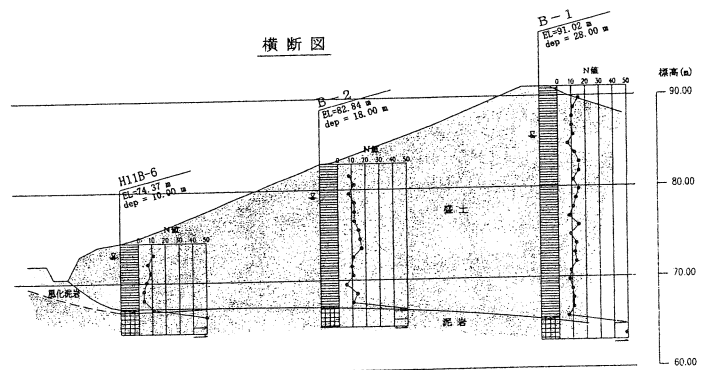 横断図
B-1
EL=91.02 m
dep = 28.00 m
N値
0 10 20 30 40 50
標高(m)
90.00
80.00
70.00
60.00
B-2
EL=82.84 m
dep = 18.00 m
N値
0 10 20 30 40 50
H11B-6
EL=74.37 m
dep = 10.00 m
N値
0 10 20 30 40 50
盛土
風化泥岩
泥岩